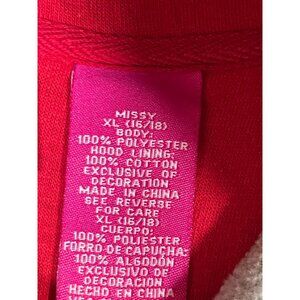 MISSY
XL (16/18)
BODY:
100% POLYESTER
HOOD LINING:
100% COTTON
EXCLUSIVE OF
DECORATION
MADE IN CHINA
SEE REVERSE
FOR CARE
XL (16/18)
CUERPO:
100% POLIESTER
FORRO DE CAPUCHA:
100% ALGODÓN
EXCLUSIVO DE
DECORACION
HECHO EN CHINA